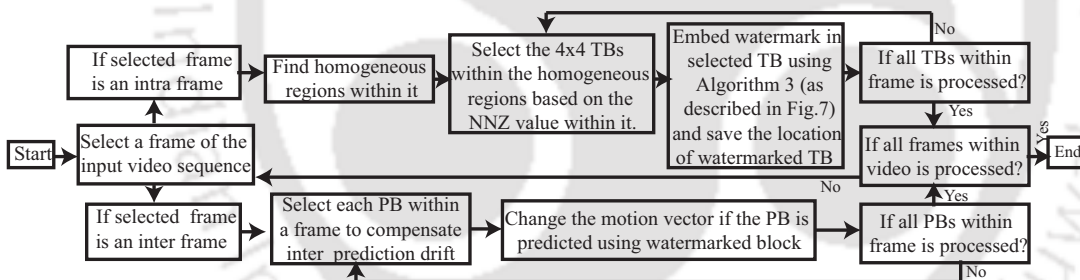 Start
Select a frame of the
input video sequence
If selected frame
is an intra frame
Find homogeneous
regions within it
Select the 4x4 TBs
within the homogeneous
regions based on the
NNZ value within it.
Embed watermark in
selected TB using
Algorithm 3 (as
described in Fig.7)
and save the location
of watermarked TB
No
If all TBs within
frame is processed?
Yes
If all frames within
video is processed?
Yes
End
No
If selected frame
is an inter frame
Select each PB within
a frame to compensate
inter prediction drift
Change the motion vector if the PB is
predicted using watermarked block
Yes
If all PBs within
frame is processed?
No